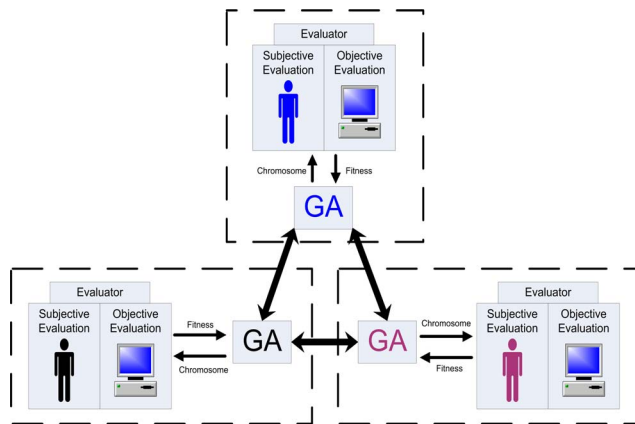 Evaluator
Subjective Objective
Evaluation Evaluation
Chromosome Fitness
GA
Evaluator
Subjective Objective
Evaluation Evaluation
Fitness
Chromosome
GA
GA
Chromosome
Fitness
Evaluator
Subjective Objective
Evaluation Evaluation